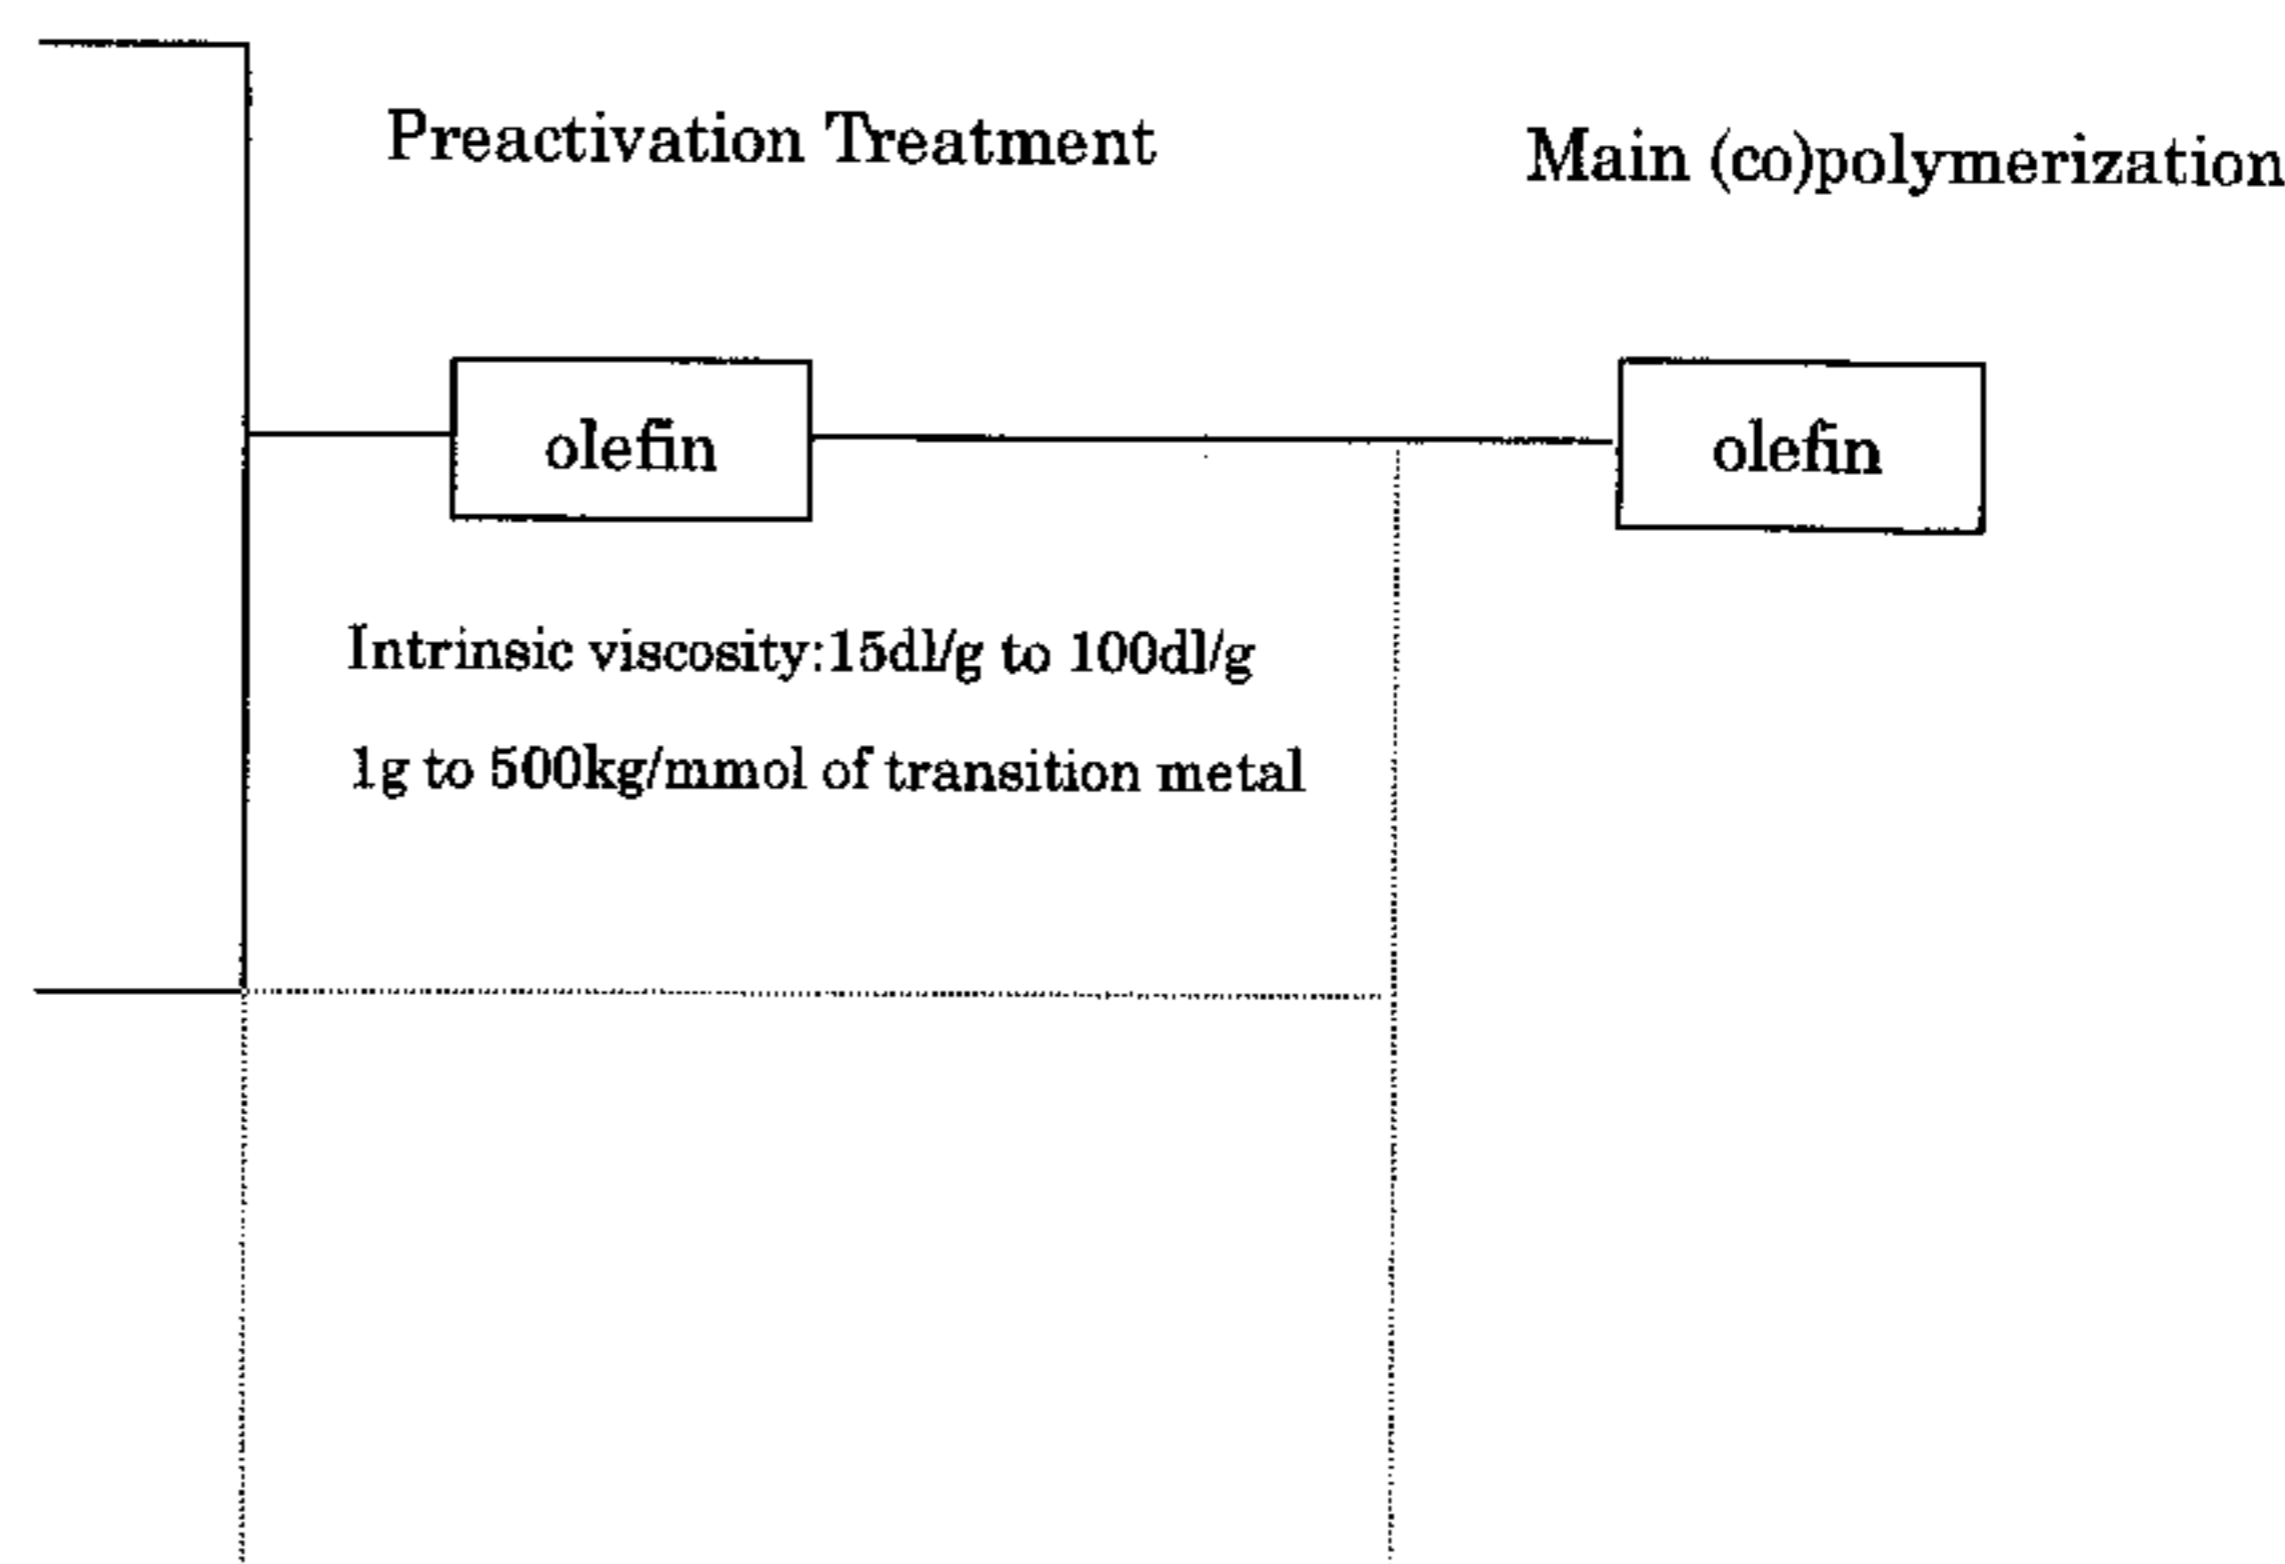 Preactivation Treatment
Main (co)polymerization
olefin
olefin
Intrinsic viscosity:15dl/g to 100dl/g
1g to 500kg/mmol of transition metal